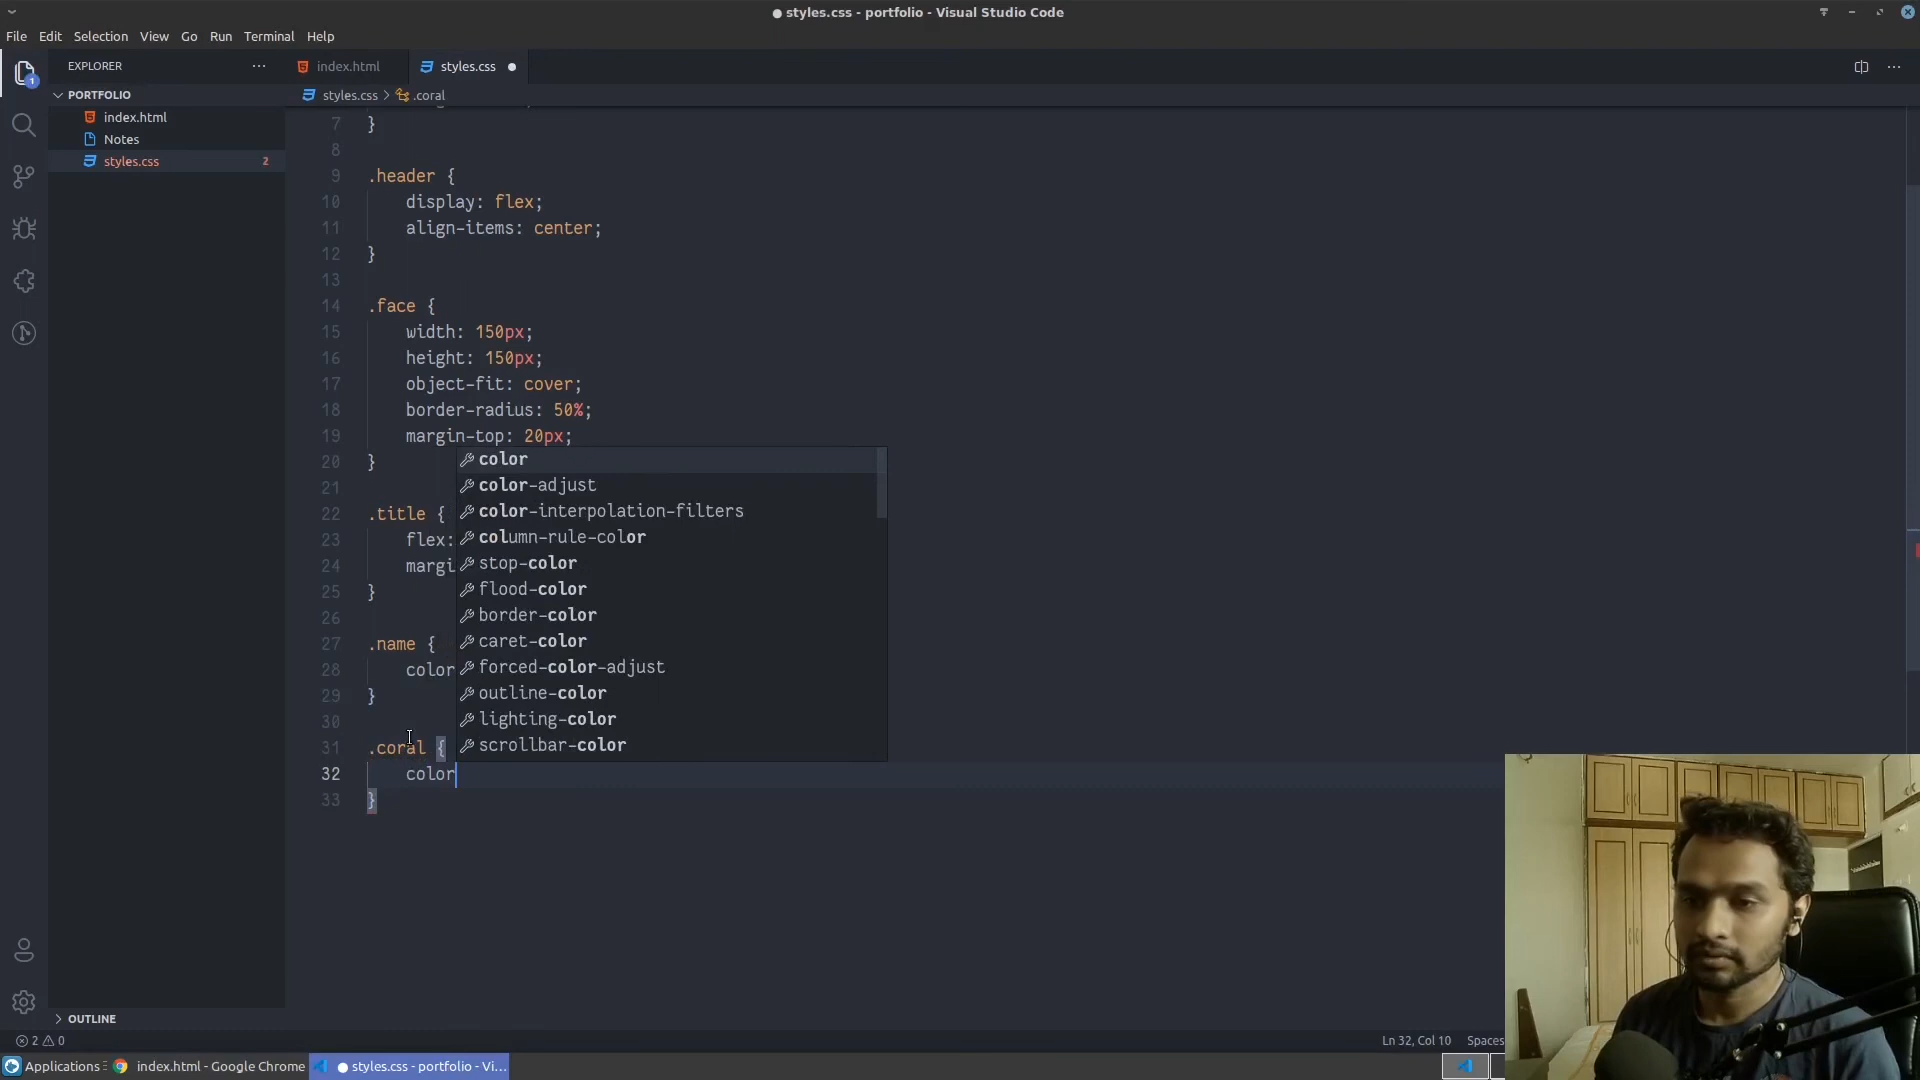 styles.css - portfolio - Visual Studio Code
File Edit Selection View Go Run Terminal Help
EXPLORER
index.html
styles.css
PORTFOLIO
styles.css > .coral
index.html
Notes
styles.css 2
7 }
8
9 .header {
10 display: flex;
11 align-items: center;
12 }
13
14 .face {
15 width: 150px;
16 height: 150px;
17 object-fit: cover;
18 border-radius: 50%;
19 margin-top: 20px;
20 }
21
22 .title {
23 flex:
24 margi
25 }
26
27 .name {
28 color
29 }
30
31 .coral {
32 color
33 }
color
color-adjust
color-interpolation-filters
column-rule-color
stop-color
flood-color
border-color
caret-color
forced-color-adjust
outline-color
lighting-color
scrollbar-color
1
OUTLINE
2 0
Ln 32, Col 10 Spaces
Applications
index.html - Google Chrome
styles.css - portfolio - Vi...